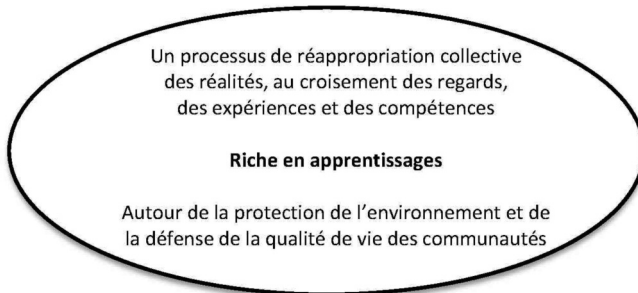 Un processus de réappropriation collective
des réalités, au croisement des regards,
des expériences et des compétences
Riche en apprentissages
Autour de la protection de l'environnement et de
la défense de la qualité de vie des communautés